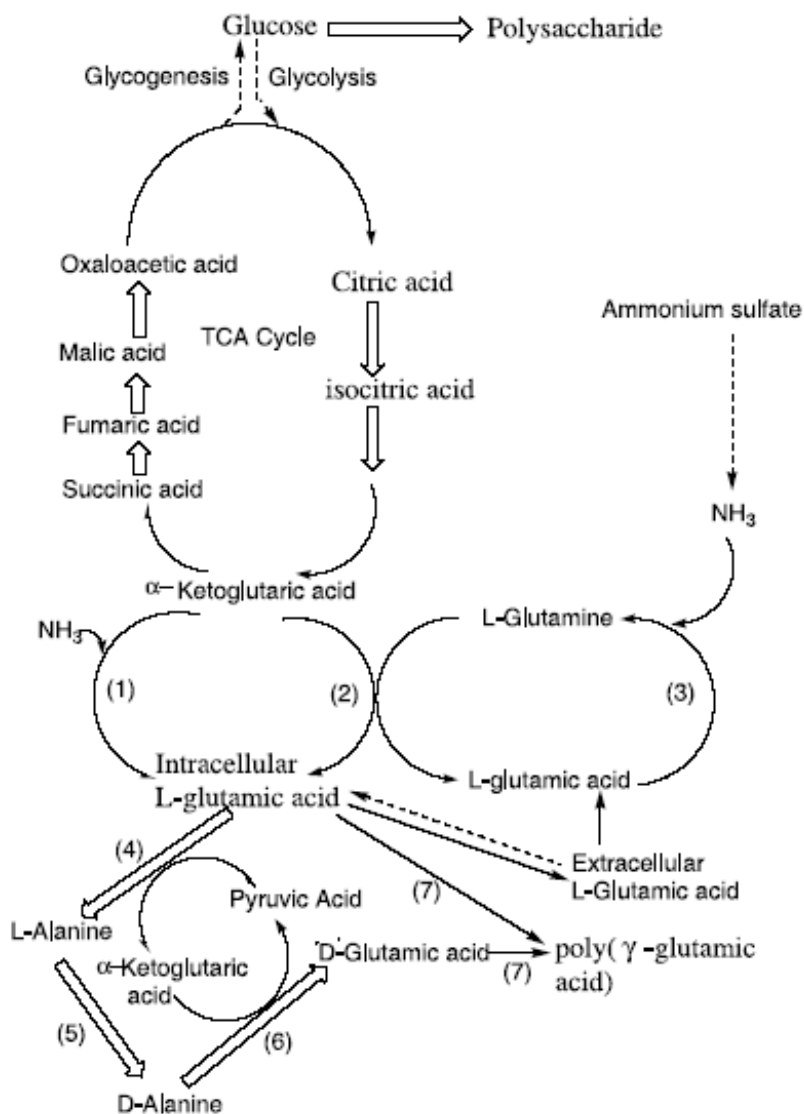 Glucose
Polysaccharide
Glycogenesis
Glycolysis
Oxaloacetic acid
Citric acid
Ammonium sulfate
TCA Cycle
Malic acid
isocitric acid
Fumaric acid
Succinic acid
NH3
α-Ketoglutaric acid
NH3
L-Glutamine
(1)
(2)
(3)
Intracellular
L-glutamic acid
L-glutamic acid
(4)
Extracellular
L-Glutamic acid
(7)
Pyruvic Acid
L-Alanine
α-Ketoglutaric
acid
D-Glutamic acid
(7)
poly(γ-glutamic
acid)
(5)
(6)
D-Alanine